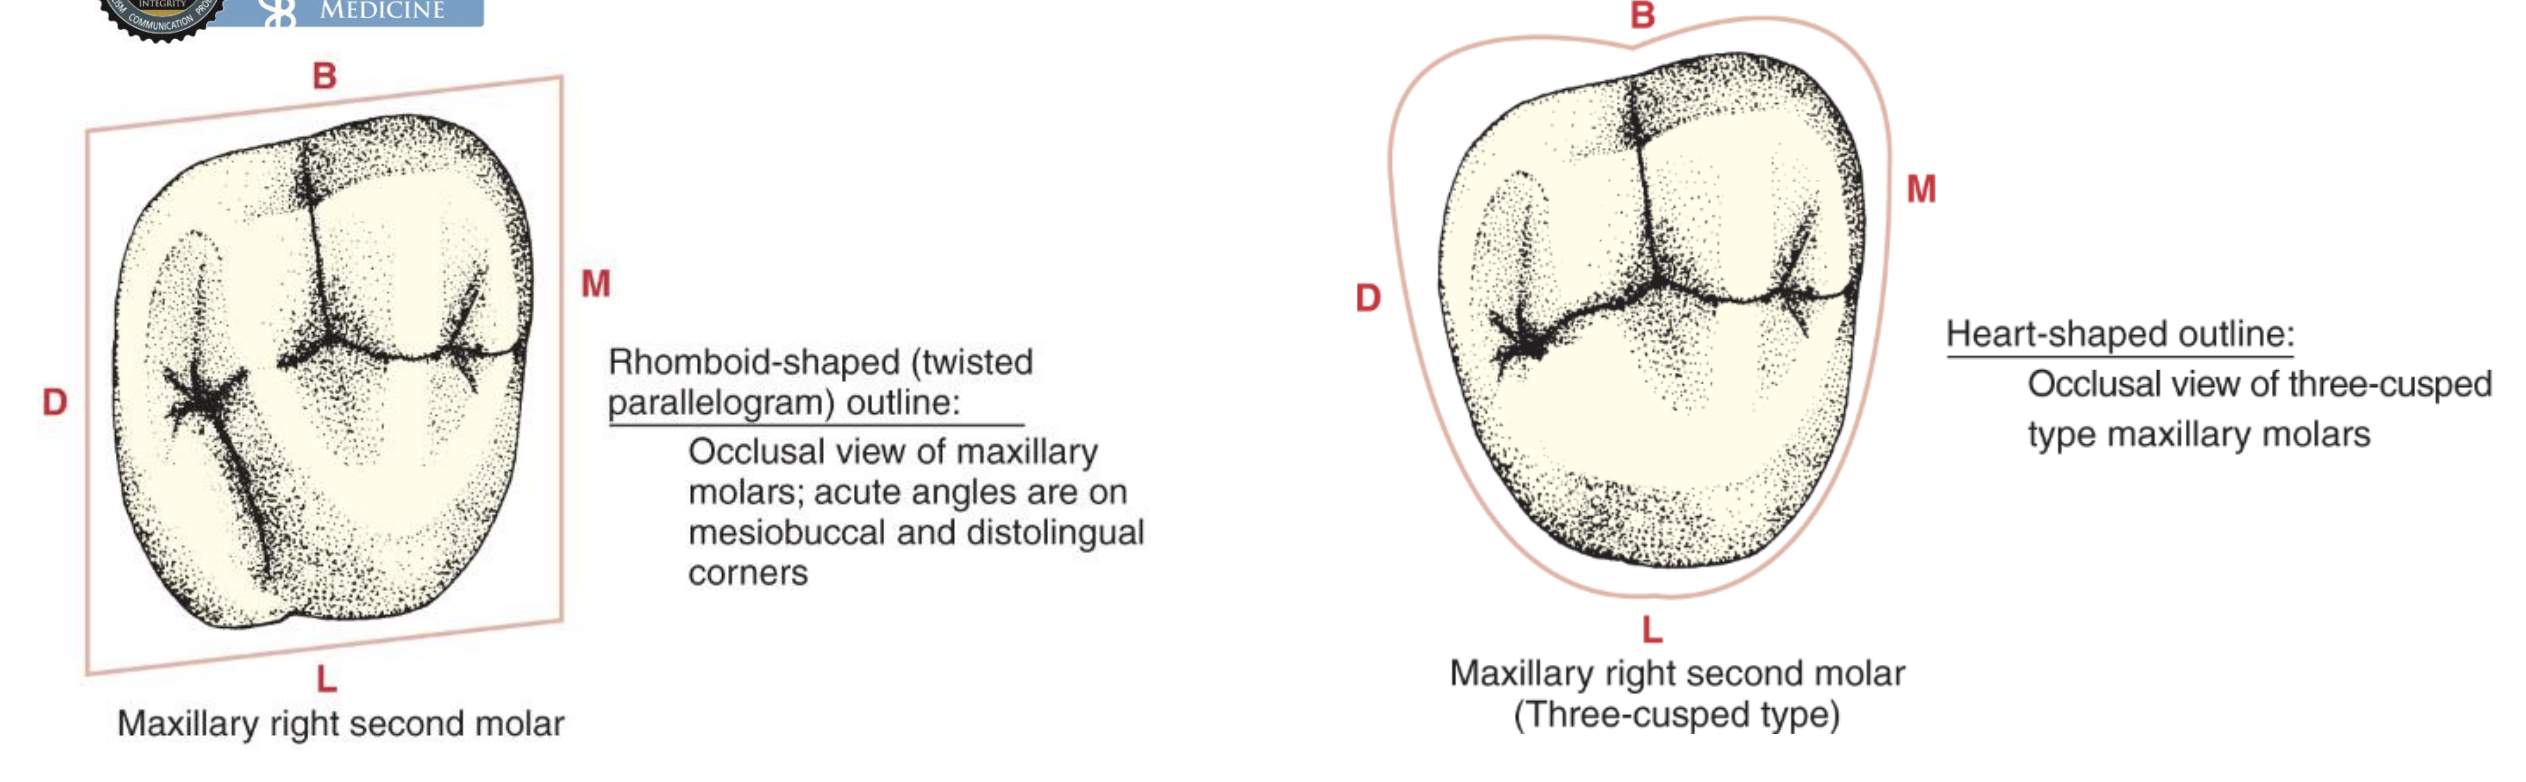 INTEGRITY
COMMUNICATION
MEDICINE
B
M
D
L
Rhomboid-shaped (twisted
parallelogram) outline:
Occlusal view of maxillary
molars; acute angles are on
mesiobuccal and distolingual
corners
Maxillary right second molar
B
M
D
L
Heart-shaped outline:
Occlusal view of three-cusped
type maxillary molars
Maxillary right second molar
(Three-cusped type)